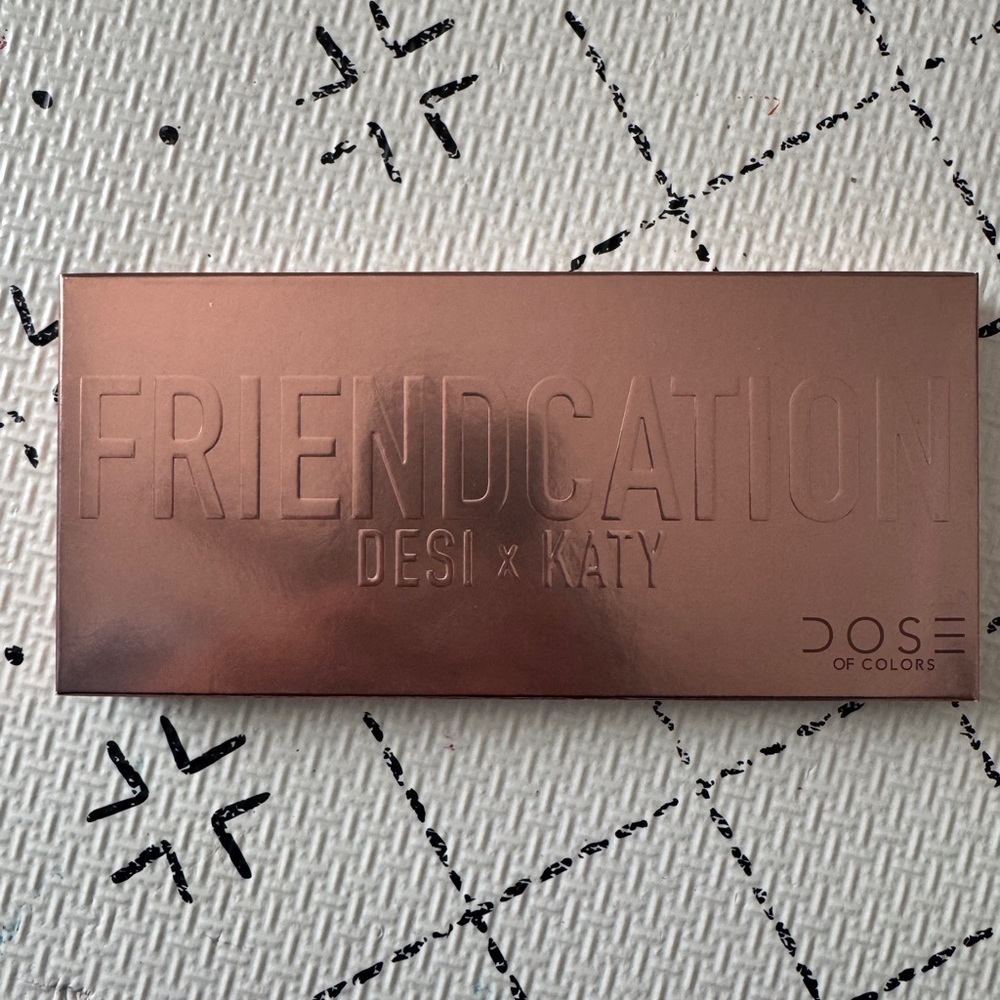 FRIENDCATION
DESI x KATY
DOSE
OF COLORS